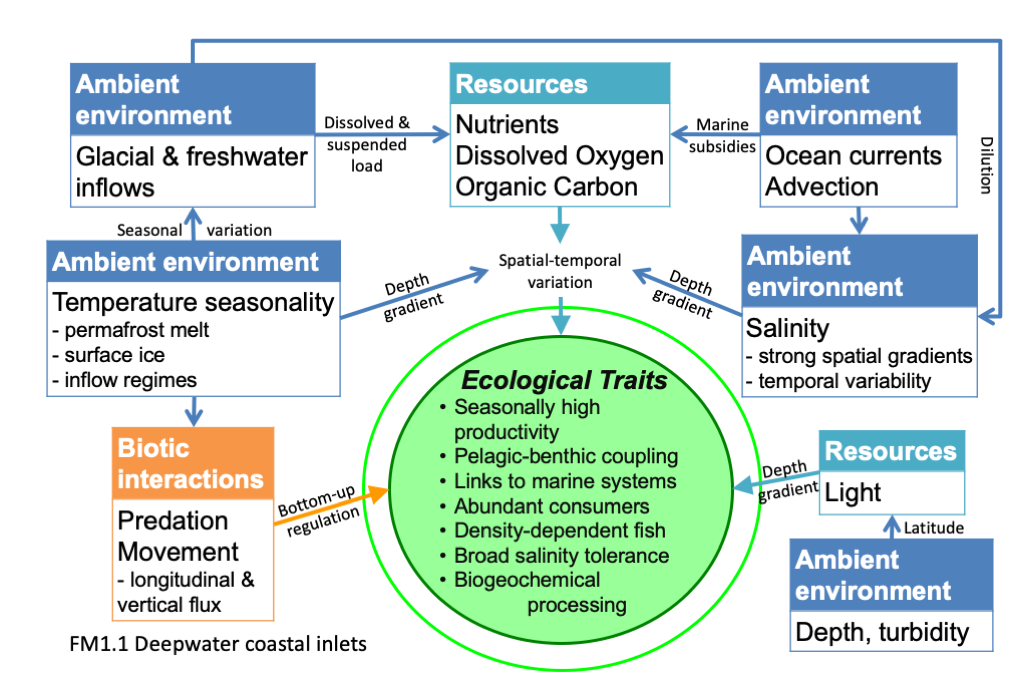 Ambient
environment
Glacial & freshwater
inflows
Dissolved &
suspended
load
Resources
Nutrients
Dissolved Oxygen
Organic Carbon
Marine
subsidies
Ambient
environment
Ocean currents
Advection
Dilution
Seasonal variation
Ambient environment
Temperature seasonality
- permafrost melt
- surface ice
- inflow regimes
Depth
gradient
Spatial-temporal
variation
Depth
gradient
Ambient
environment
Salinity
- strong spatial gradients
- temporal variability
Ecological Traits
• Seasonally high
productivity
• Pelagic-benthic coupling
• Links to marine systems
• Abundant consumers
• Density-dependent fish
• Broad salinity tolerance
• Biogeochemical
processing
Biotic
interactions
Predation
Movement
- longitudinal &
vertical flux
Bottom-up
regulation
Depth
gradient
Resources
Light
Latitude
Ambient
environment
Depth, turbidity
FM1.1 Deepwater coastal inlets